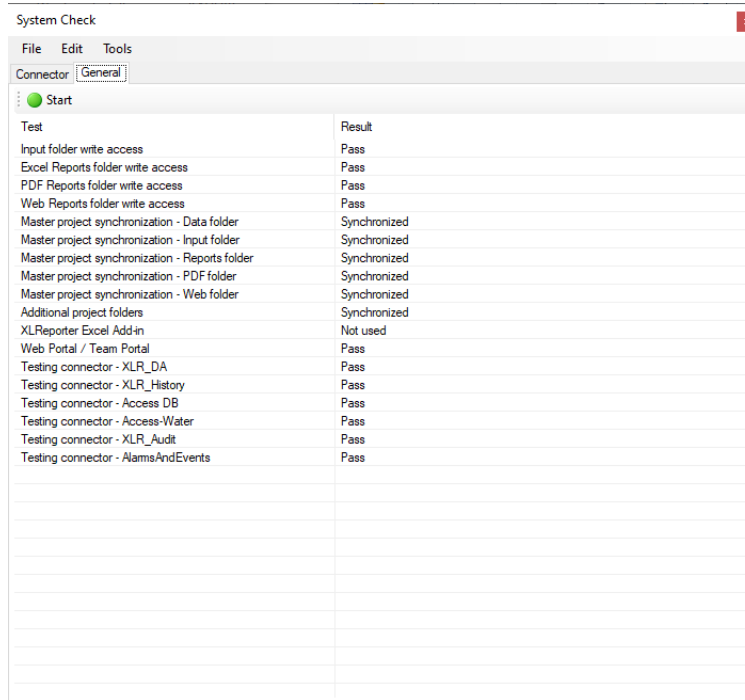 System Check
File Edit Tools
Connector General
Start
Test Result
Input folder write access Pass
Excel Reports folder write access Pass
PDF Reports folder write access Pass
Web Reports folder write access Pass
Master project synchronization - Data folder Synchronized
Master project synchronization - Input folder Synchronized
Master project synchronization - Reports folder Synchronized
Master project synchronization - PDF folder Synchronized
Master project synchronization - Web folder Synchronized
Additional project folders Synchronized
XLReporter Excel Add-in Not used
Web Portal / Team Portal Pass
Testing connector - XLR_DA Pass
Testing connector - XLR_History Pass
Testing connector - Access DB Pass
Testing connector - Access-Water Pass
Testing connector - XLR_Audit Pass
Testing connector - AlarmsAndEvents Pass